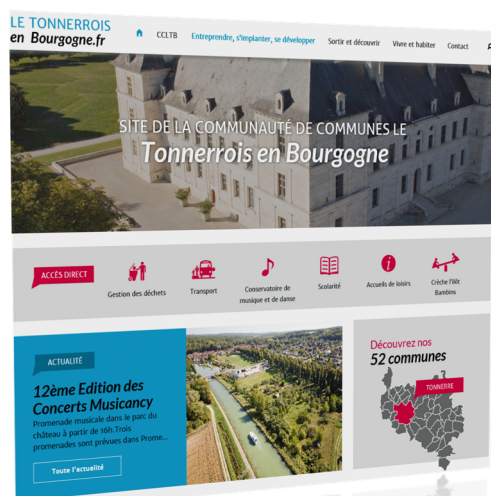 LE TONNERROIS
en Bourgogne.fr
CCLTB
Entreprendre, s'implanter, se développer
Sortir et découvrir
Vivre et habiter
Contact
SITE DE LA COMMUNAUTÉ DE COMMUNES LE
Tonnerrois en Bourgogne
ACCÈS DIRECT
Gestion des déchets
Transport
Conservatoire de
musique et de danse
Scolarité
Accueils de loisirs
Crèche l'îlôt
Bambins
ACTUALITÉ
12ème Edition des
Concerts Musicancy
Promenade musicale dans le parc du
château à partir de 16h.Trois
promenades sont prévues dans Prome...
Toute l'actualité
Découvrez nos
52 communes
TONNERRE